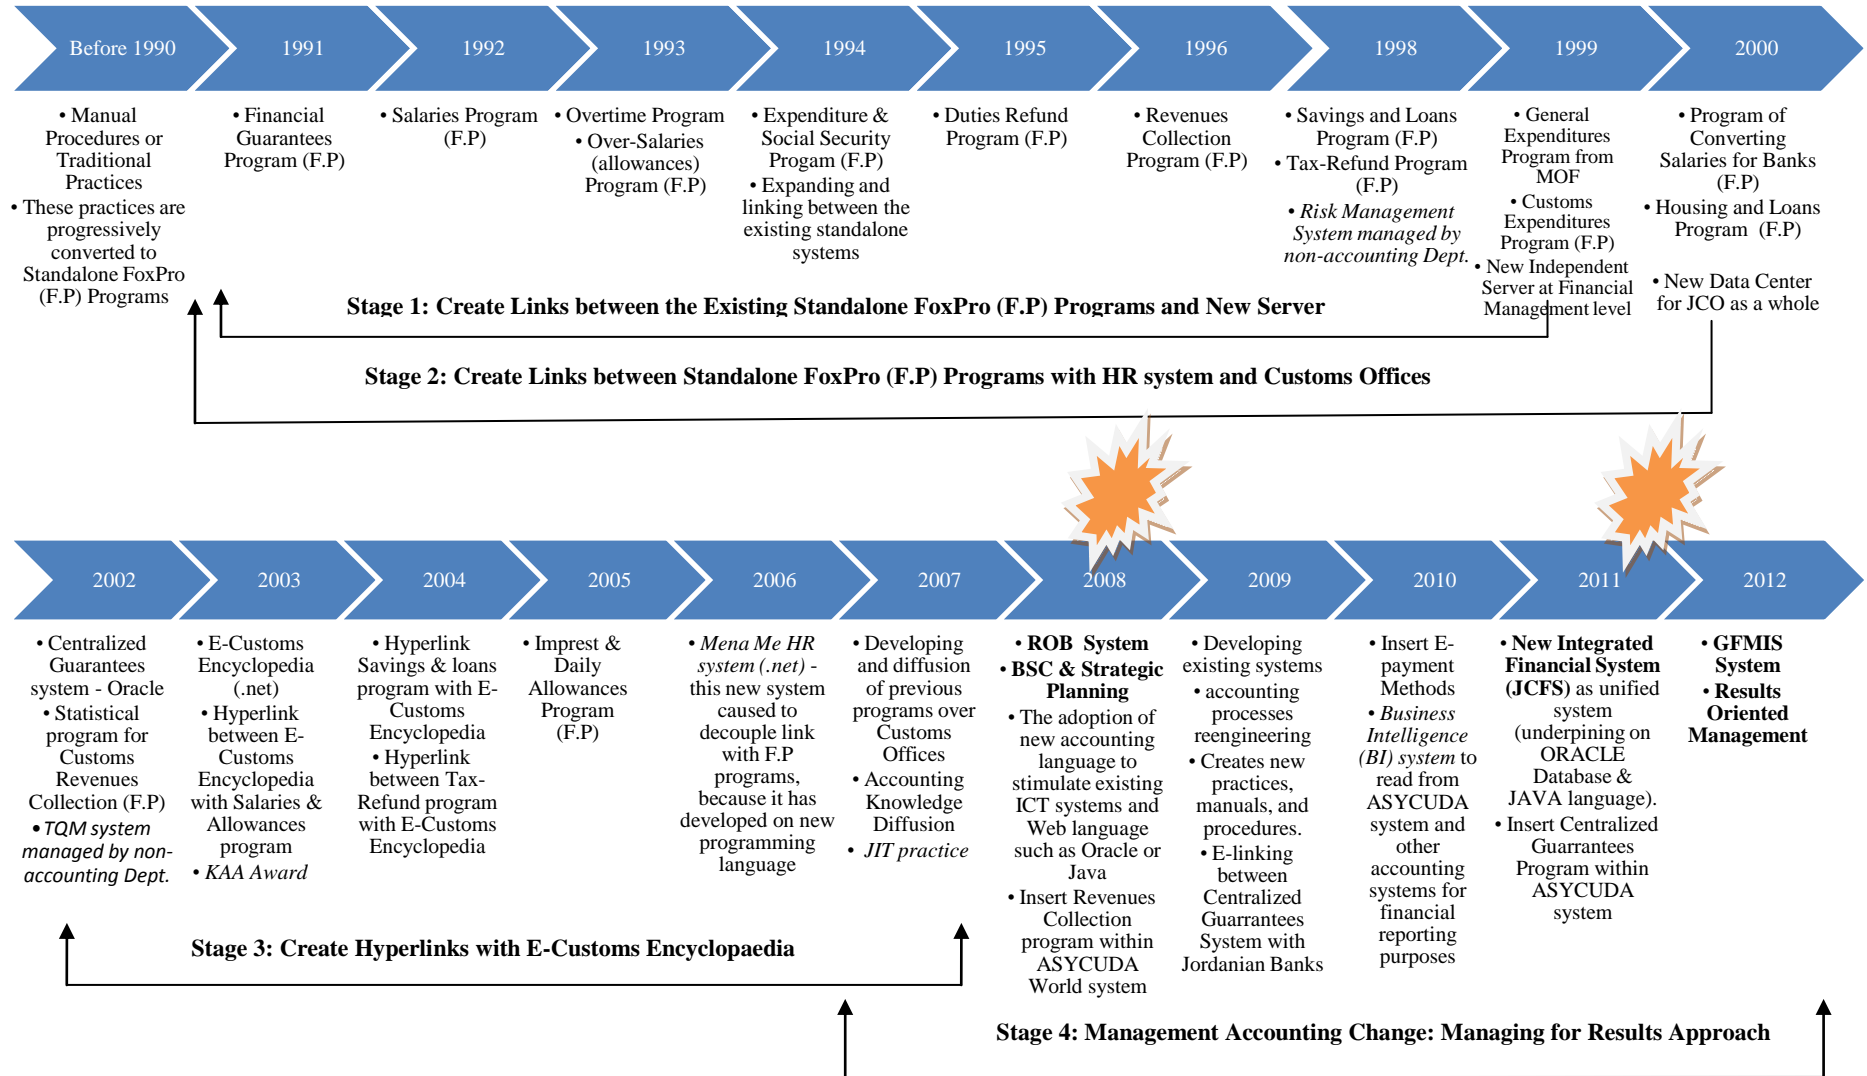 Before 1990
1991
1992
1993
1994
1995
1996
1998
1999
2000
• Manual
Procedures or
Traditional
Practices
• These practices are
progressively
converted to
Standalone FoxPro
(F.P) Programs
• Financial
Guarantees
Program (F.P)
• Salaries Program
(F.P)
• Overtime Program
• Over-Salaries
(allowances)
Program (F.P)
• Expenditure &
Social Security
Progam (F.P)
• Expanding and
linking between the
existing standalone
systems
• Duties Refund
Program (F.P)
• Revenues
Collection
Program (F.P)
• Savings and Loans
Program (F.P)
• Tax-Refund Program
(F.P)
• Risk Management
System managed by
non-accounting Dept.
• General
Expenditures
Program from
MOF
• Customs
Expenditures
Program (F.P)
• New Independent
Server at Financial
Management level
• Program of
Converting
Salaries for Banks
(F.P)
• Housing and Loans
Program (F.P)
• New Data Center
for JCO as a whole
Stage 1: Create Links between the Existing Standalone FoxPro (F.P) Programs and New Server
Stage 2: Create Links between Standalone FoxPro (F.P) Programs with HR system and Customs Offices
2002
2003
2004
2005
2006
2007
2008
2009
2010
2011
2012
• Centralized
Guarantees
system - Oracle
• Statistical
program for
Customs
Revenues
Collection (F.P)
• TQM system
managed by non-
accounting Dept.
• E-Customs
Encyclopedia
(.net)
• Hyperlink
between E-
Customs
Encyclopedia
with Salaries &
Allowances
program
• KAA Award
• Hyperlink
Savings & loans
program with E-
Customs
Encyclopedia
• Hyperlink
between Tax-
Refund program
with E-Customs
Encyclopedia
• Imprest &
Daily
Allowances
Program
(F.P)
• Mena Me HR
system (.net) -
this new system
caused to
decouple link
with F.P
programs,
because it has
developed on new
programming
language
• Developing
and diffusion
of previous
programs over
Customs
Offices
• Accounting
Knowledge
Diffusion
• JIT practice
• ROB System
• BSC & Strategic
Planning
• The adoption of
new accounting
language to
stimulate existing
ICT systems and
Web language
such as Oracle or
Java
• Insert Revenues
Collection
program within
ASYCUDA
World system
• Developing
existing systems
• accounting
processes
reengineering
• Creates new
practices,
manuals, and
procedures.
• E-linking
between
Centralized
Guarrantees
System with
Jordanian Banks
• Insert E-
payment
Methods
• Business
Intelligence
(BI) system to
read from
ASYCUDA
system and
other
accounting
systems for
financial
reporting
purposes
• New Integrated
Financial System
(JCFS) as unified
system
(underpining on
ORACLE
Database &
JAVA language).
• Insert Centralized
Guarrantees
Program within
ASYCUDA
system
• GFMIS
System
• Results
Oriented
Management
Stage 3: Create Hyperlinks with E-Customs Encyclopaedia
Stage 4: Management Accounting Change: Managing for Results Approach